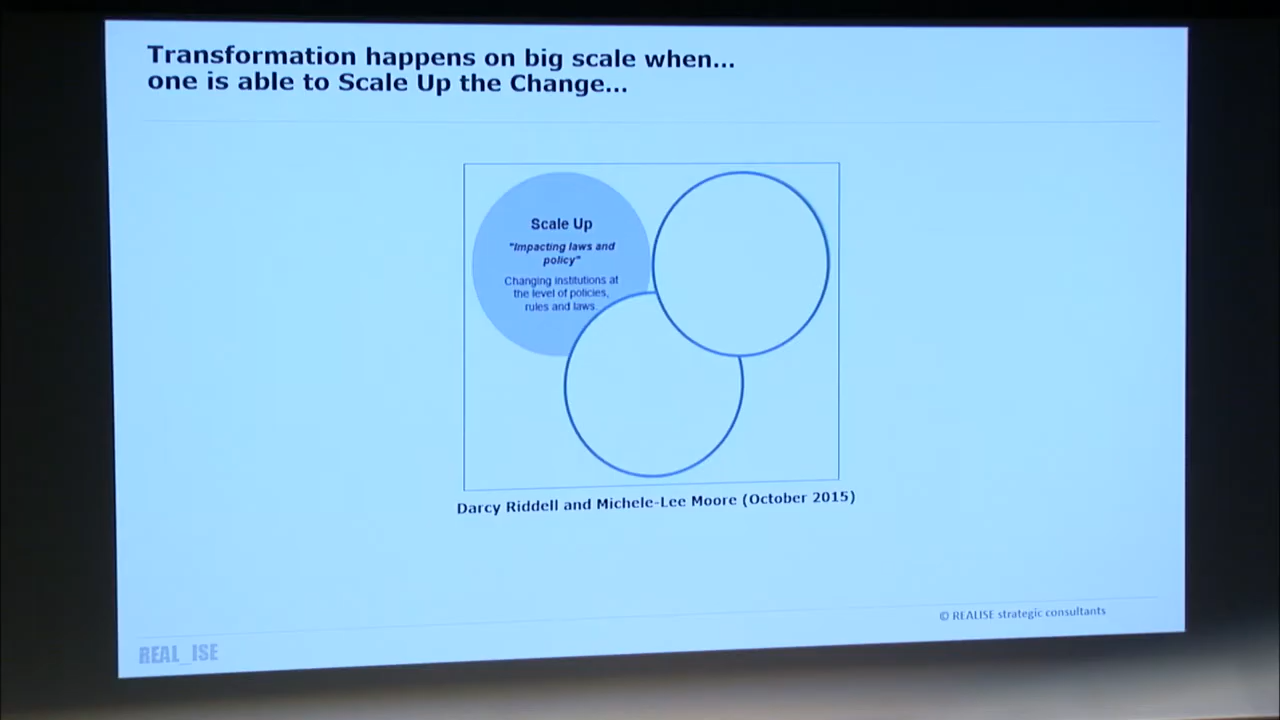 Transformation happens on big scale when...
one is able to Scale Up the Change...
Scale Up
"Impacting laws and
policy"
Changing institutions at
the level of policies,
rules and laws.
Darcy Riddell and Michele-Lee Moore (October 2015)
© REALISE strategic consultants
REAL_ISE